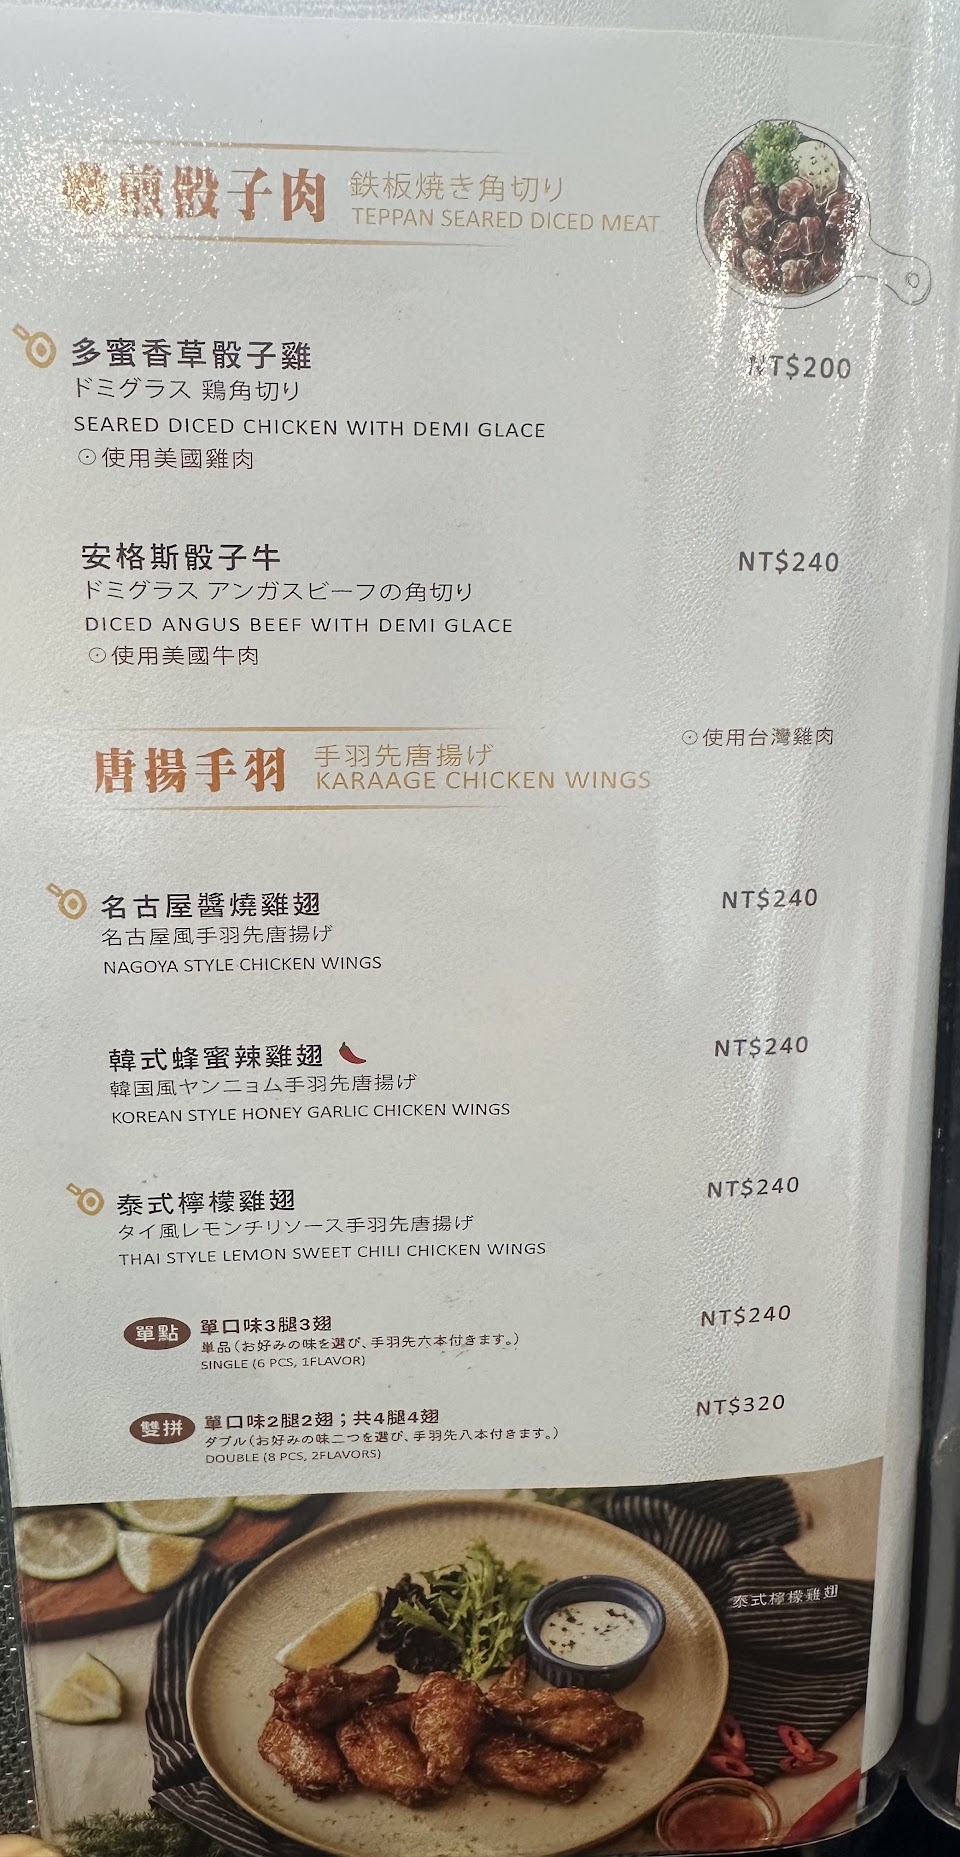 煎骰子肉
鉄板焼き角切り
TEPPAN SEARED DICED MEAT
多蜜香草骰子雞
NT$200
ドミグラス 鶏角切り
SEARED DICED CHICKEN WITH DEMI GLACE
⊙使用美國雞肉
安格斯骰子牛
NT$240
ドミグラス アンガスビーフの角切り
DICED ANGUS BEEF WITH DEMI GLACE
⊙使用美國牛肉
唐揚手羽
手羽先唐揚げ
KARAAGE CHICKEN WINGS
⊙使用台灣雞肉
名古屋醬燒雞翅
NT$240
名古屋風手羽先唐揚げ
NAGOYA STYLE CHICKEN WINGS
韓式蜂蜜辣雞翅
NT$240
韓国風ヤンニョム手羽先唐揚げ
KOREAN STYLE HONEY GARLIC CHICKEN WINGS
泰式檸檬雞翅
NT$240
タイ風レモンチリソース手羽先唐揚げ
THAI STYLE LEMON SWEET CHILI CHICKEN WINGS
單點 單口味3腿3翅
NT$240
単品(お好みの味を選び、手羽先六本付きます。)
SINGLE (6 PCS, 1FLAVOR)
雙拼 單口味2腿2翅；共4腿4翅
NT$320
ダブル(お好みの味二つを選び、手羽先八本付きます。)
DOUBLE (8 PCS, 2FLAVORS)
泰式檸檬雞翅